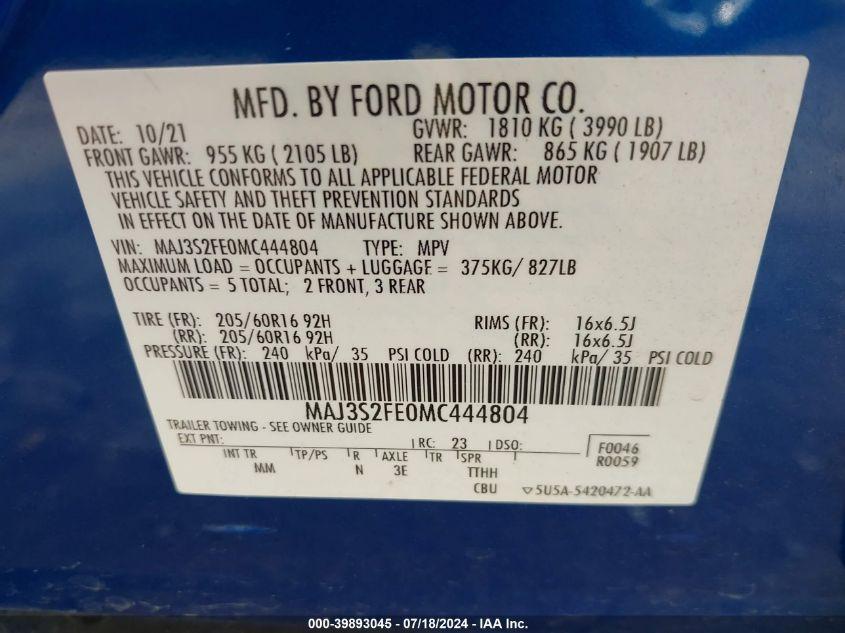 MFD. BY FORD MOTOR CO.
DATE: 10/21 GVWR: 1810 KG ( 3990 LB)
FRONT GAWR: 955 KG ( 2105 LB) REAR GAWR: 865 KG ( 1907 LB)
THIS VEHICLE CONFORMS TO ALL APPLICABLE FEDERAL MOTOR
VEHICLE SAFETY AND THEFT PREVENTION STANDARDS
IN EFFECT ON THE DATE OF MANUFACTURE SHOWN ABOVE.
VIN: MAJ3S2FE0MC444804 TYPE: MPV
MAXIMUM LOAD = OCCUPANTS + LUGGAGE = 375KG/ 827LB
OCCUPANTS = 5 TOTAL; 2 FRONT, 3 REAR
TIRE (FR): 205/60R16 92H RIMS (FR): 16x6.5J
(RR): 205/60R16 92H (RR): 16x6.5J
PRESSURE (FR): 240 kPa/ 35 PSI COLD (RR): 240 kPa/ 35 PSI COLD
MAJ3S2FE0MC444804
TRAILER TOWING - SEE OWNER GUIDE
EXT PNT: RC: 23 DSO: F0046
INT TR TP/PS R AXLE TR SPR R0059
MM N 3E TTHH
CBU 5U5A-5420472-AA
000-39893045 - 07/18/2024 - IAA Inc.